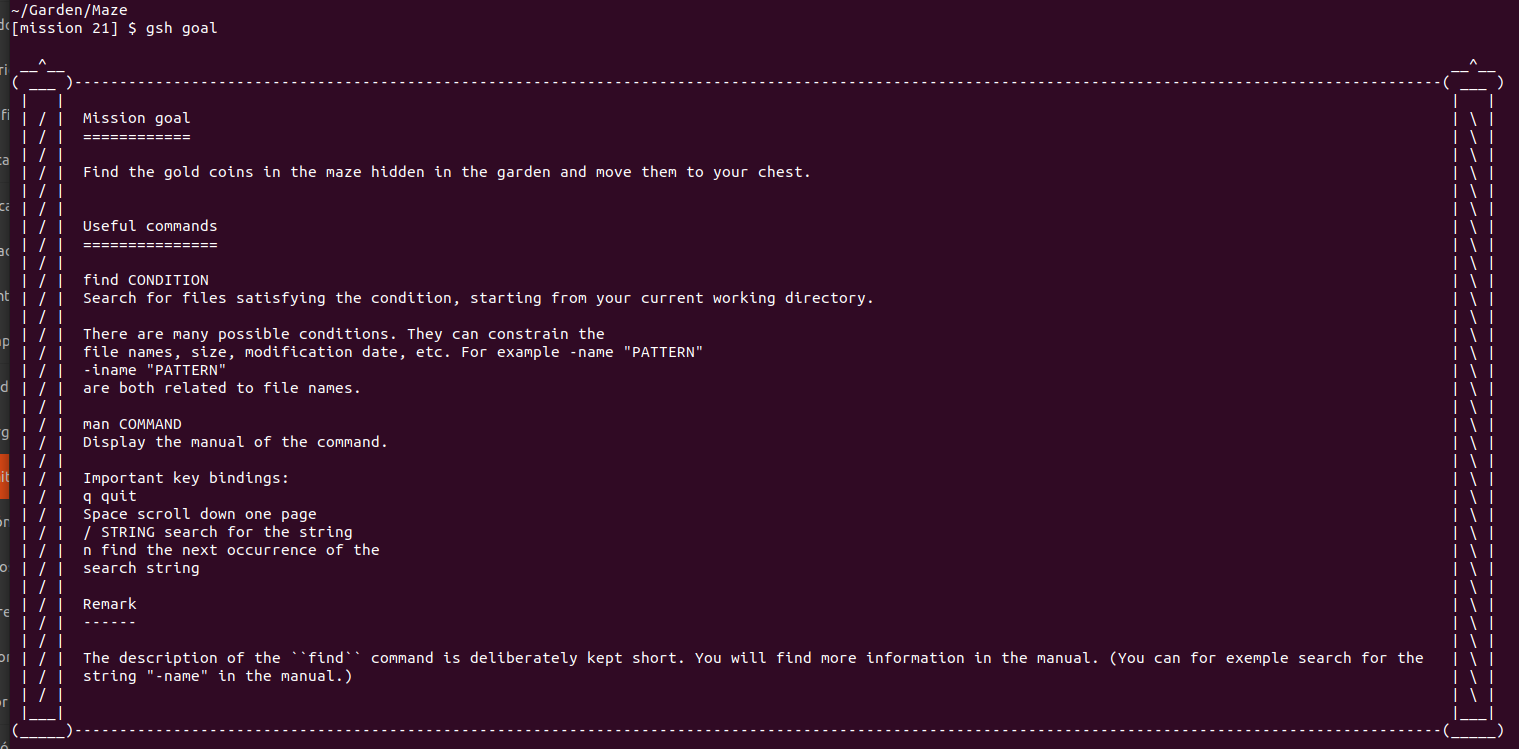 ~/Garden/Maze
[mission 21] $ gsh goal
Mission goal
============
Find the gold coins in the maze hidden in the garden and move them to your chest.
Useful commands
===============
find CONDITION
Search for files satisfying the condition, starting from your current working directory.
There are many possible conditions. They can constrain the
file names, size, modification date, etc. For example -name "PATTERN"
-iname "PATTERN"
are both related to file names.
man COMMAND
Display the manual of the command.
Important key bindings:
q quit
Space scroll down one page
/ STRING search for the string
n find the next occurrence of the
search string
Remark
------
The description of the ``find`` command is deliberately kept short. You will find more information in the manual. (You can for exemple search for the
string "-name" in the manual.)